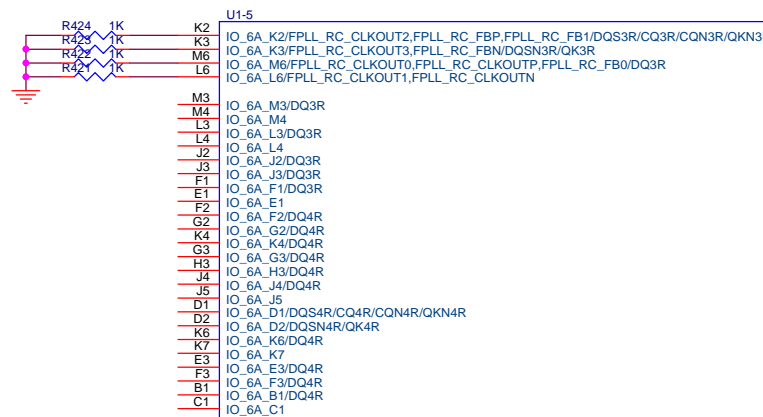 U1-5
R424 1K K2 IO_6A_K2/FPLL_RC_CLKOUT2,FPLL_RC_FBP,FPLL_RC_FB1/DQS3R/CQ3R/CQN3R/QKN3
R423 1K K3 IO_6A_K3/FPLL_RC_CLKOUT3,FPLL_RC_FBN/DQSN3R/QK3R
R422 1K M6 IO_6A_M6/FPLL_RC_CLKOUT0,FPLL_RC_CLKOUTP,FPLL_RC_FB0/DQ3R
R421 1K L6 IO_6A_L6/FPLL_RC_CLKOUT1,FPLL_RC_CLKOUTN
M3 IO_6A_M3/DQ3R
M4 IO_6A_M4
L3 IO_6A_L3/DQ3R
L4 IO_6A_L4
J2 IO_6A_J2/DQ3R
J3 IO_6A_J3/DQ3R
F1 IO_6A_F1/DQ3R
E1 IO_6A_E1
F2 IO_6A_F2/DQ4R
G2 IO_6A_G2/DQ4R
K4 IO_6A_K4/DQ4R
G3 IO_6A_G3/DQ4R
H3 IO_6A_H3/DQ4R
J4 IO_6A_J4/DQ4R
J5 IO_6A_J5
D1 IO_6A_D1/DQS4R/CQ4R/CQN4R/QKN4R
D2 IO_6A_D2/DQSN4R/QK4R
K6 IO_6A_K6/DQ4R
K7 IO_6A_K7
E3 IO_6A_E3/DQ4R
F3 IO_6A_F3/DQ4R
B1 IO_6A_B1/DQ4R
C1 IO_6A_C1